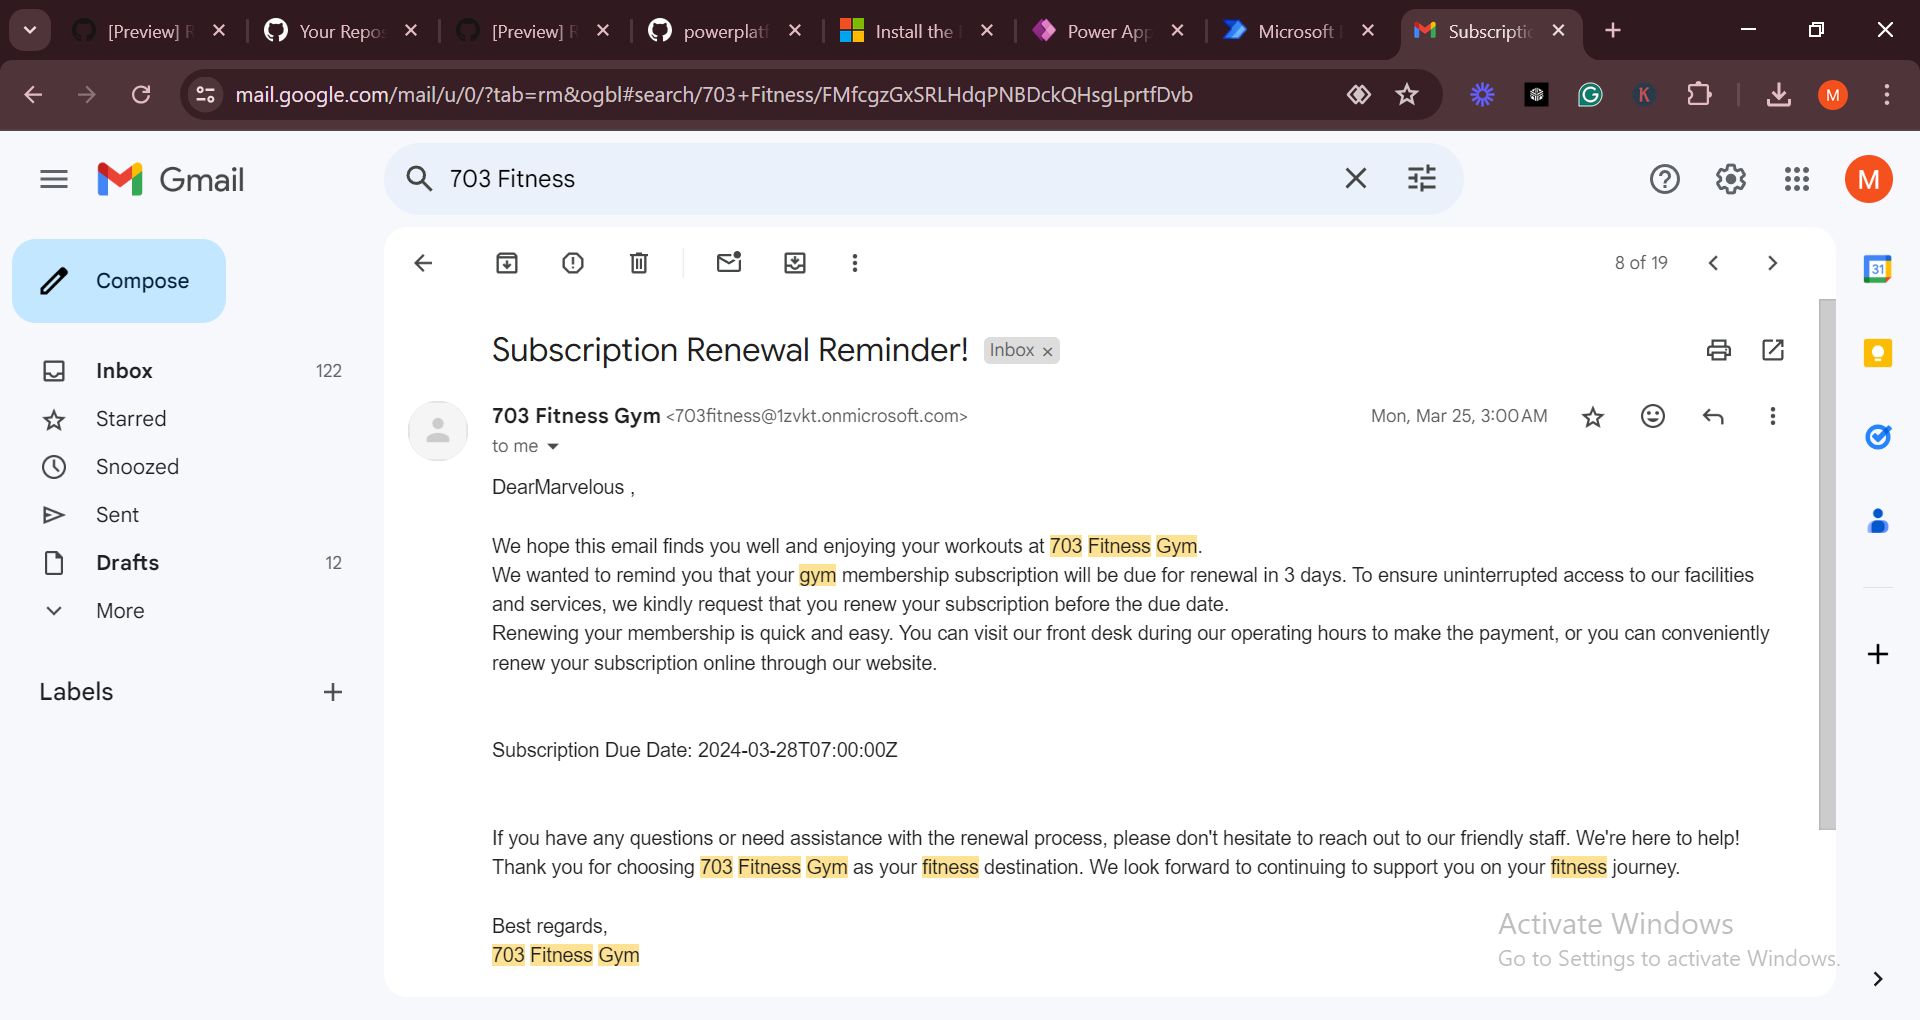 [Preview] R
Your Repos
[Preview] R
powerplatf
Install the
Power App
Microsoft
Subscriptic
mail.google.com/mail/u/0/?tab=rm&ogbl#search/703+Fitness/FMfcgzGxSRLHdqPNBDckQHsgLprtfDvb
K
M
Gmail
703 Fitness
M
Compose
8 of 19
31
Subscription Renewal Reminder!
Inbox ×
Inbox 122
Starred
Snoozed
Sent
Drafts 12
More
Labels
703 Fitness Gym <703fitness@1zvkt.onmicrosoft.com>
Mon, Mar 25, 3:00 AM
to me
DearMarvelous ,
We hope this email finds you well and enjoying your workouts at 703 Fitness Gym.
We wanted to remind you that your gym membership subscription will be due for renewal in 3 days. To ensure uninterrupted access to our facilities
and services, we kindly request that you renew your subscription before the due date.
Renewing your membership is quick and easy. You can visit our front desk during our operating hours to make the payment, or you can conveniently
renew your subscription online through our website.
Subscription Due Date: 2024-03-28T07:00:00Z
If you have any questions or need assistance with the renewal process, please don't hesitate to reach out to our friendly staff. We're here to help!
Thank you for choosing 703 Fitness Gym as your fitness destination. We look forward to continuing to support you on your fitness journey.
Best regards,
703 Fitness Gym
Activate Windows
Go to Settings to activate Windows.